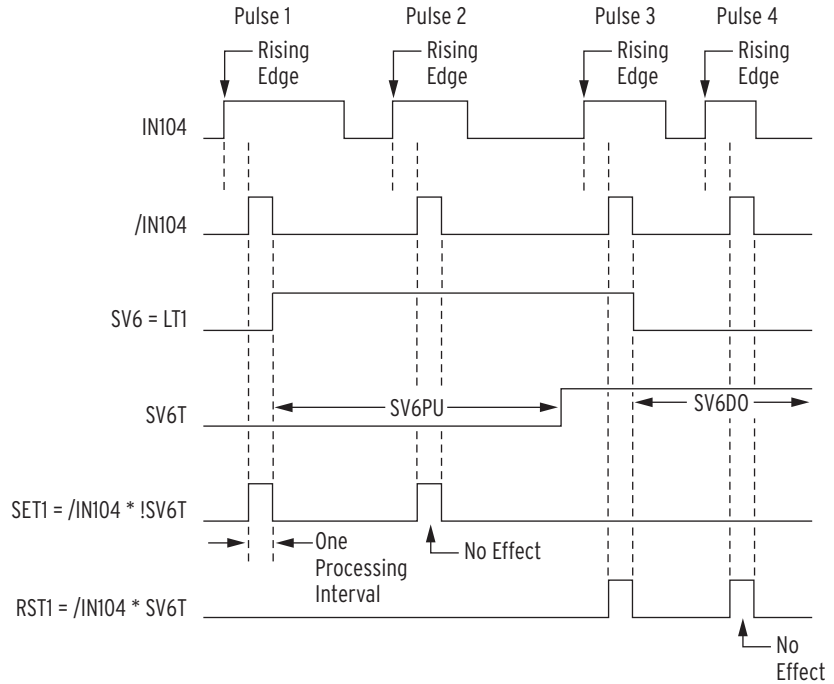 Pulse 1
Pulse 2
Pulse 3
Pulse 4
Rising
Edge
Rising
Edge
Rising
Edge
Rising
Edge
IN104
/IN104
SV6 = LT1
SV6T
SV6PU
SV6DO
SET1 = /IN104 * !SV6T
One
Processing
Interval
No Effect
RST1 = /IN104 * SV6T
No
Effect